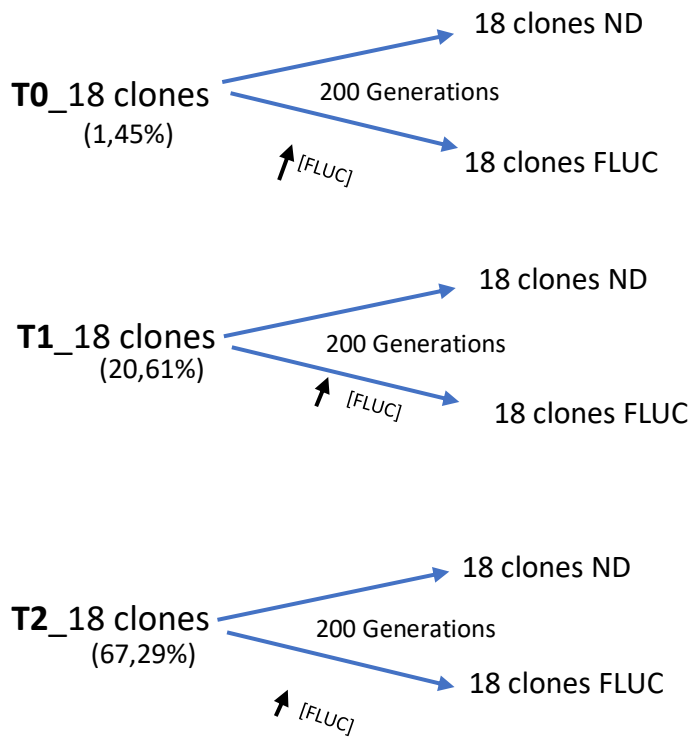 18 clones ND
T0_18 clones
200 Generations
(1,45%)
[FLUC]
18 clones FLUC
18 clones ND
T1_18 clones
200 Generations
(20,61%)
[FLUC]
18 clones FLUC
18 clones ND
T2_18 clones
200 Generations
(67,29%)
18 clones FLUC
[FLUC]